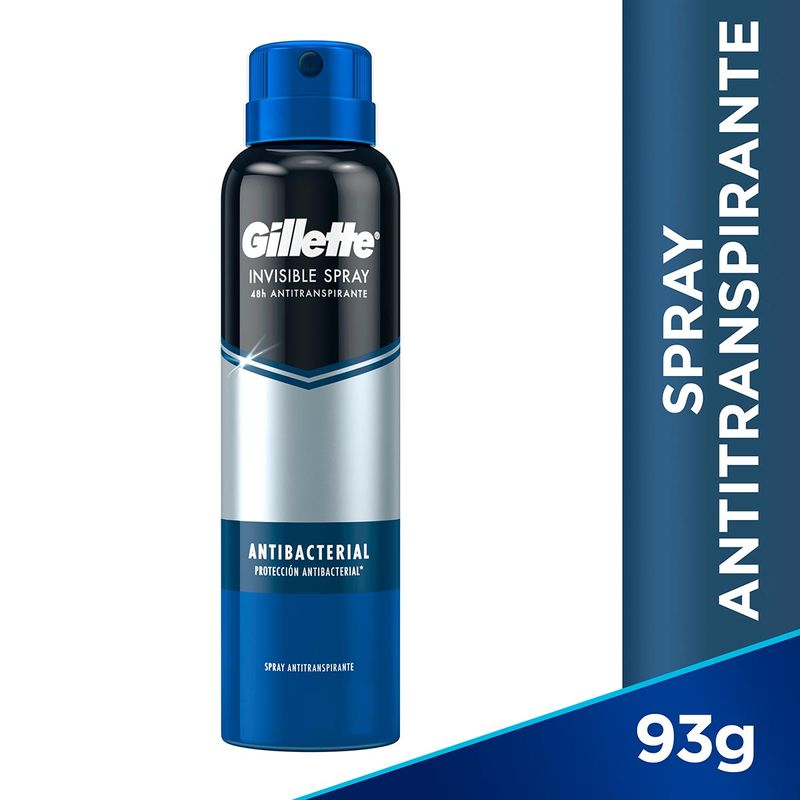 Gillette®
INVISIBLE SPRAY
48h ANTITRANSPIRANTE
ANTIBACTERIAL
PROTECCIÓN ANTIBACTERIAL*
SPRAY ANTITRANSPIRANTE
SPRAY
ANTITRANSPIRANTE
93g